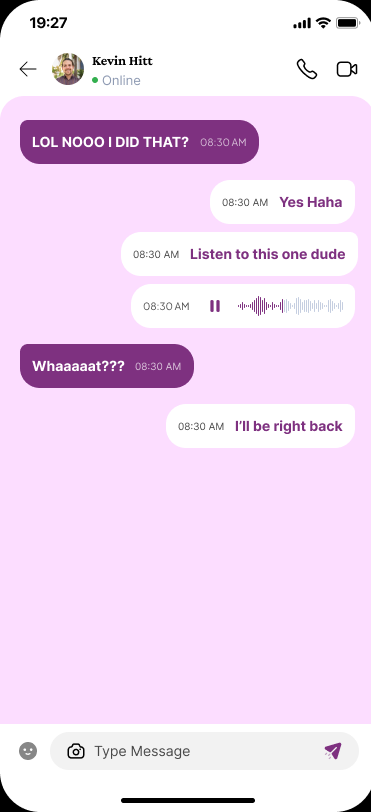 19:27
Kevin Hitt
Online
LOL NOOO I DID THAT? 08:30 AM
08:30 AM Yes Haha
08:30 AM Listen to this one dude
08:30 AM
Whaaaaat??? 08:30 AM
08:30 AM I’ll be right back
Type Message